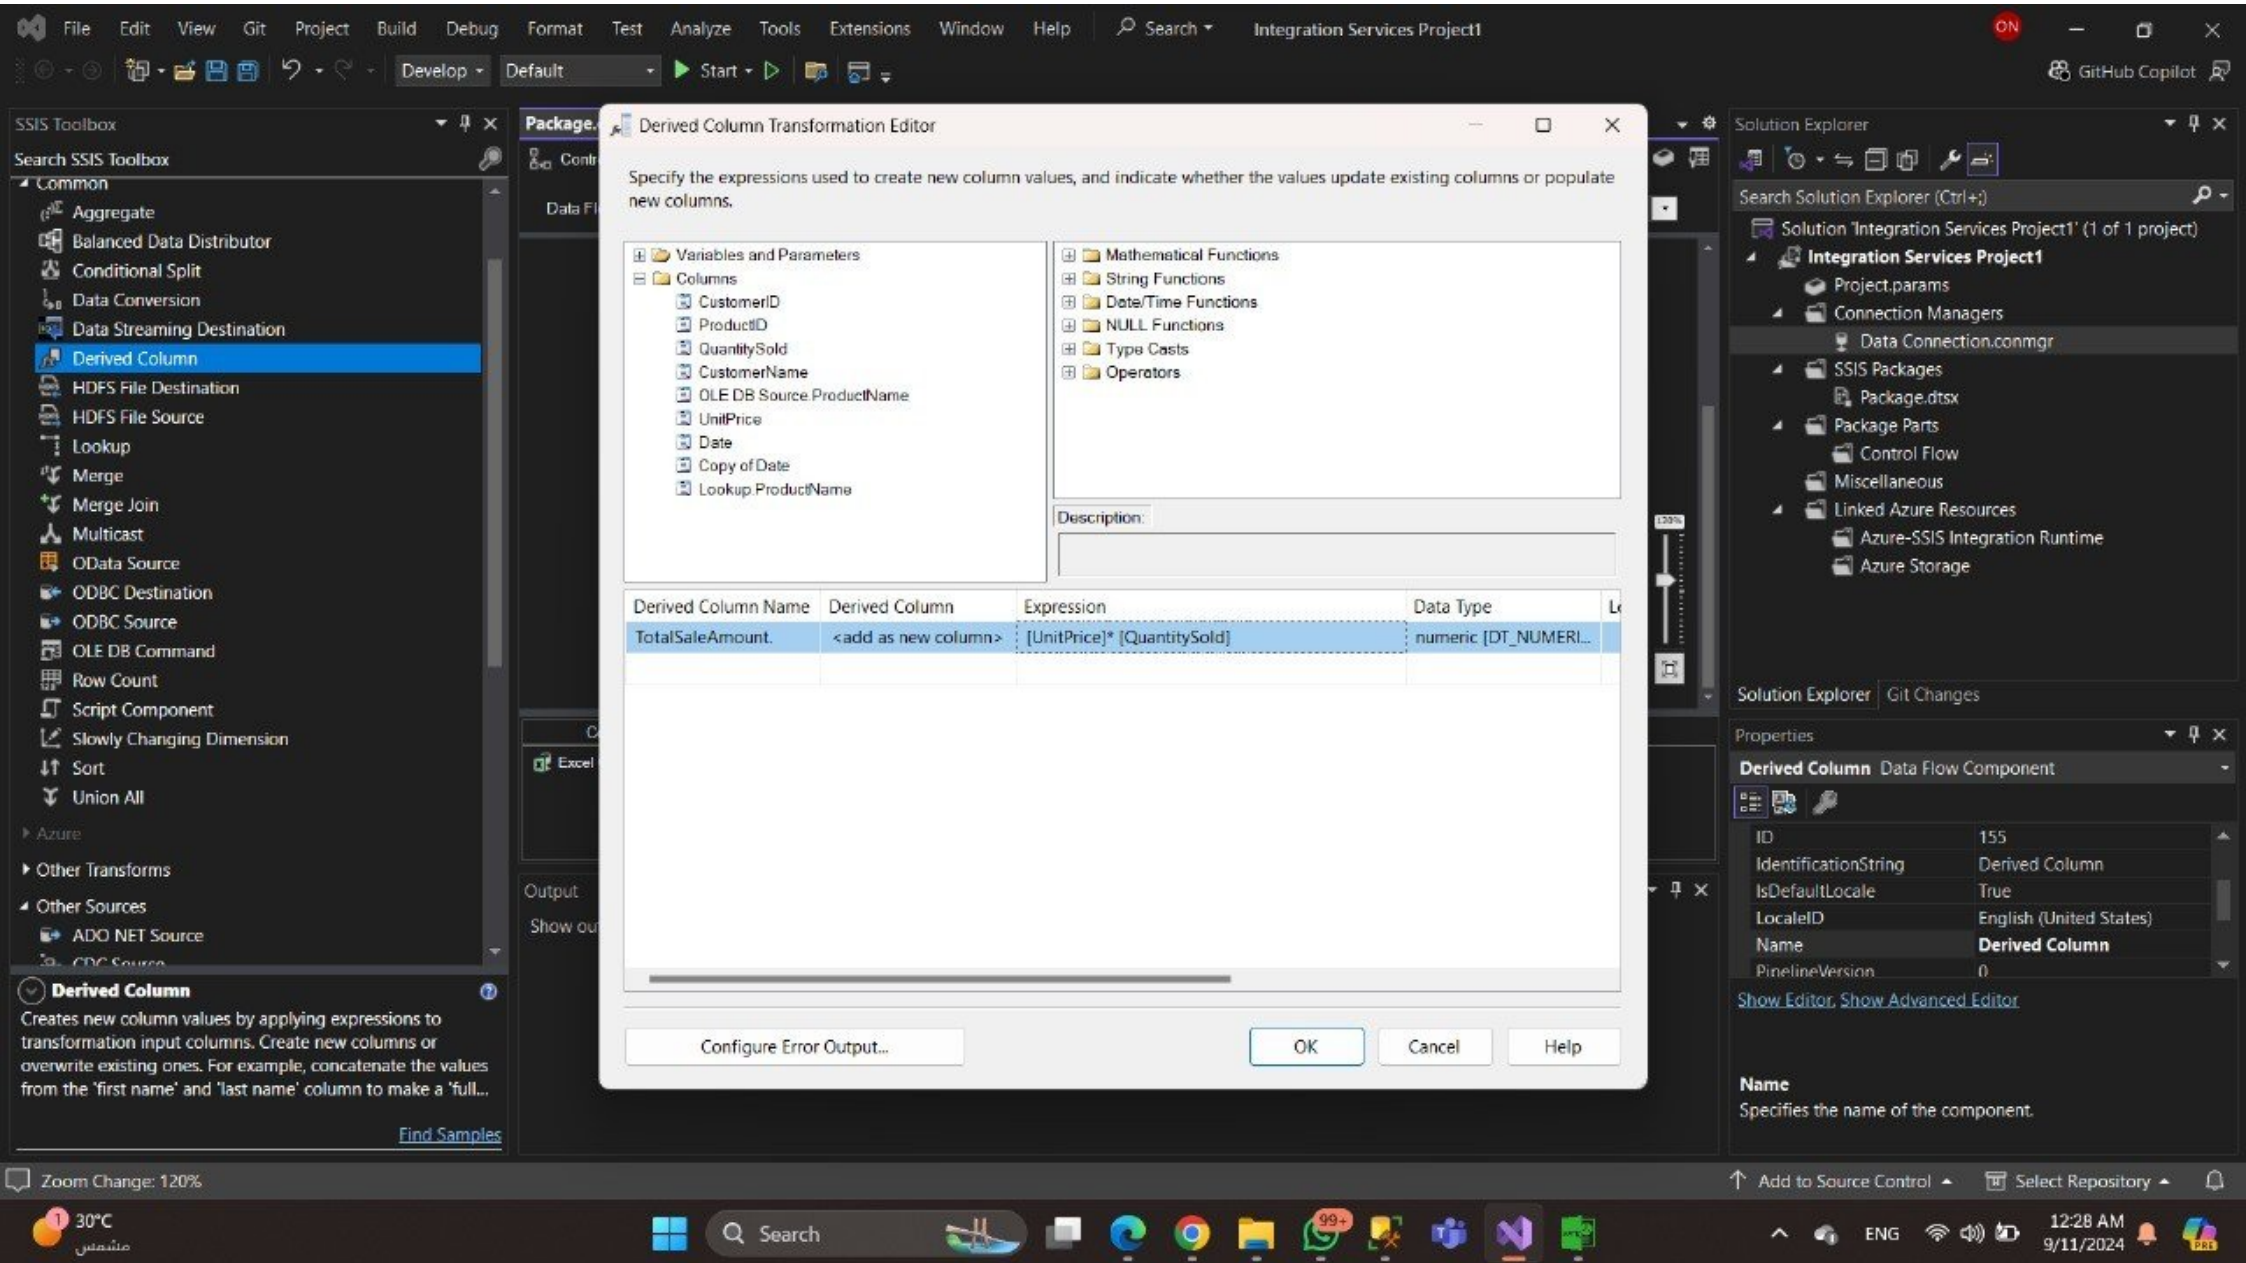 File Edit View Git Project Build Debug Format Test Analyze Tools Extensions Window Help Search Integration Services Project1
ON
Develop Default Start
GitHub Copilot
SSIS Toolbox
Search SSIS Toolbox
Common
Aggregate
Balanced Data Distributor
Conditional Split
Data Conversion
Data Streaming Destination
Derived Column
HDFS File Destination
HDFS File Source
Lookup
Merge
Merge Join
Multicast
OData Source
ODBC Destination
ODBC Source
OLE DB Command
Row Count
Script Component
Slowly Changing Dimension
Sort
Union All
Azure
Other Transforms
Other Sources
ADO NET Source
CDC Source
Derived Column
Creates new column values by applying expressions to
transformation input columns. Create new columns or
overwrite existing ones. For example, concatenate the values
from the 'first name' and 'last name' column to make a 'full...
Find Samples
Package.
Contr
Data Fl
Excel
Output
Show ou
Derived Column Transformation Editor
Specify the expressions used to create new column values, and indicate whether the values update existing columns or populate
new columns.
Variables and Parameters
Columns
CustomerID
ProductID
QuantitySold
CustomerName
OLE DB Source.ProductName
UnitPrice
Date
Copy of Date
Lookup.ProductName
Mathematical Functions
String Functions
Date/Time Functions
NULL Functions
Type Casts
Operators
Description:
Derived Column Name Derived Column Expression Data Type Le
TotalSaleAmount. <add as new column> [UnitPrice]* [QuantitySold] numeric [DT_NUMERI...
Configure Error Output... OK Cancel Help
120%
Solution Explorer
Search Solution Explorer (Ctrl+;)
Solution 'Integration Services Project1' (1 of 1 project)
Integration Services Project1
Project.params
Connection Managers
Data Connection.conmgr
SSIS Packages
Package.dtsx
Package Parts
Control Flow
Miscellaneous
Linked Azure Resources
Azure-SSIS Integration Runtime
Azure Storage
Solution Explorer Git Changes
Properties
Derived Column Data Flow Component
ID 155
IdentificationString Derived Column
IsDefaultLocale True
LocaleID English (United States)
Name Derived Column
PipelineVersion 0
Show Editor, Show Advanced Editor
Name
Specifies the name of the component.
Zoom Change: 120%
Add to Source Control Select Repository
1
30°C
مشمس
Search
99+
ENG
12:28 AM
9/11/2024
PRE